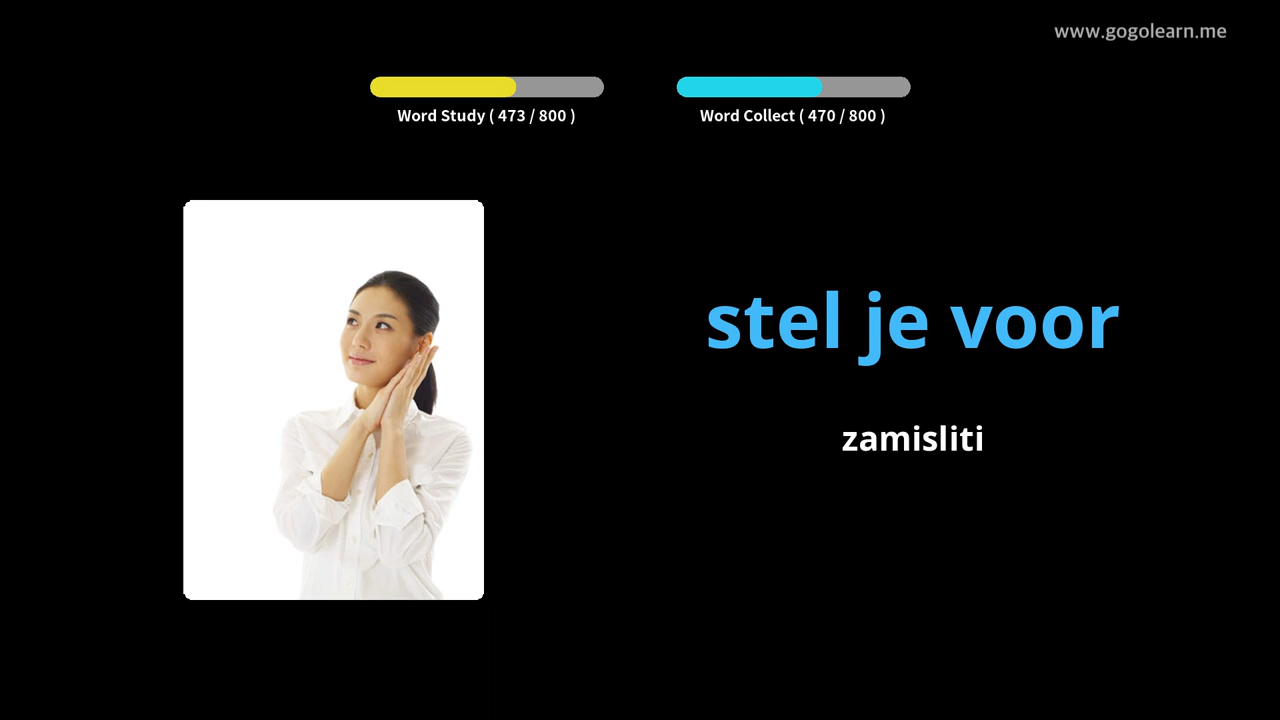 www.gogolearn.me
Word Study ( 473 / 800 )
Word Collect ( 470 / 800 )
stel je voor
zamisliti